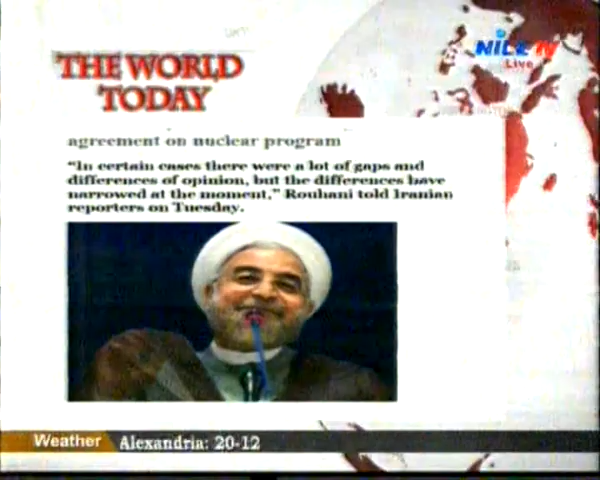 NILE TV
Live
THE WORLD
TODAY
agreement on nuclear program
“In certain cases there were a lot of gaps and
differences of opinion, but the differences have
narrowed at the moment,” Rouhani told Iranian
reporters on Tuesday.
Weather Alexandria: 20-12